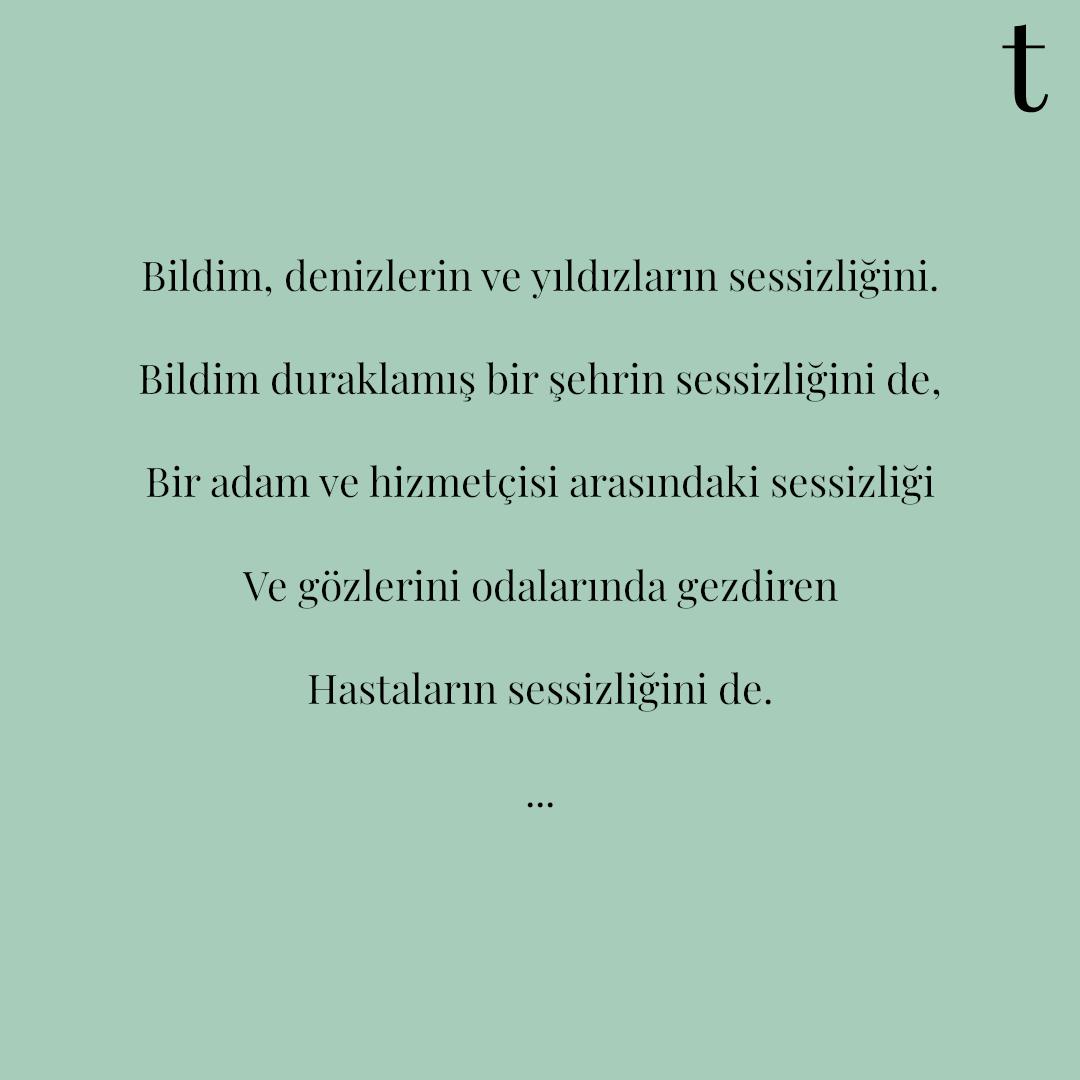 t
Bildim, denizlerin ve yıldızların sessizliğini.
Bildim duraklamış bir şehrin sessizliğini de,
Bir adam ve hizmetçisi arasındaki sessizliği
Ve gözlerini odalarında gezdiren
Hastaların sessizliğini de.
...